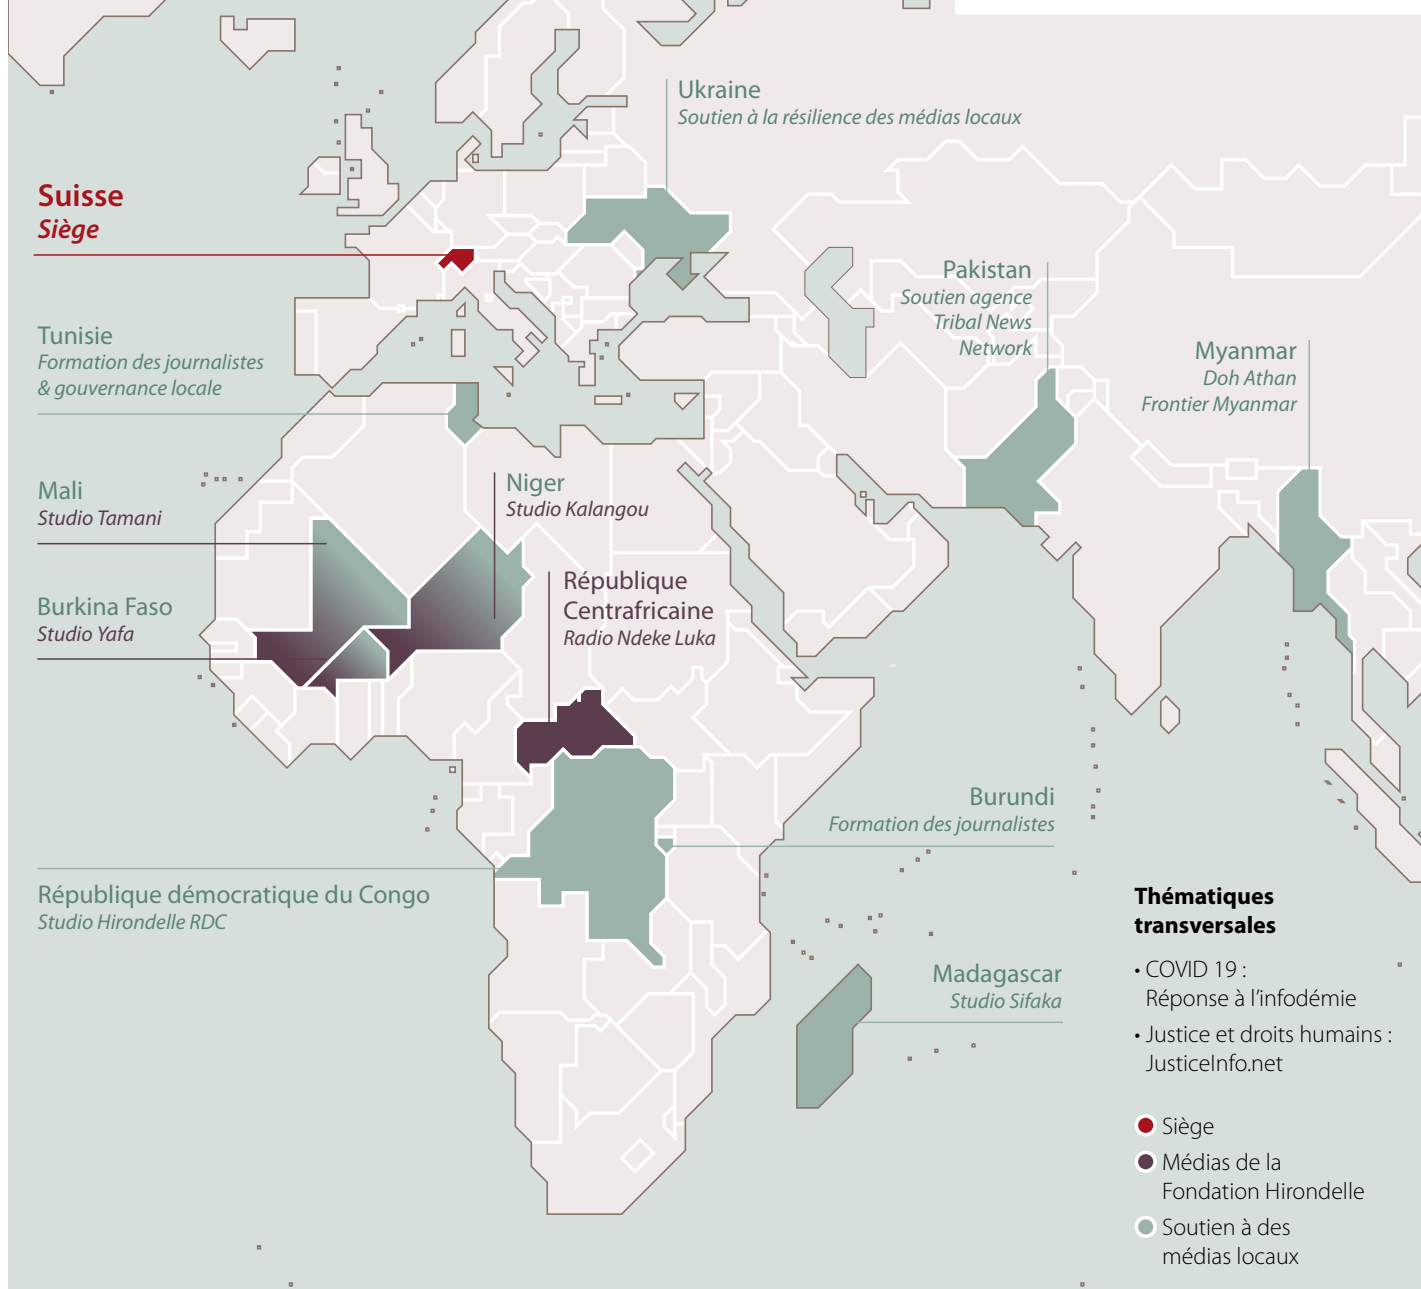 Ukraine
Soutien à la résilience des médias locaux
Suisse
Siège
Pakistan
Soutien agence
Tribal News
Network
Tunisie
Formation des journalistes
& gouvernance locale
Myanmar
Doh Athan
Frontier Myanmar
Mali
Studio Tamani
Niger
Studio Kalangou
République
Centrafricaine
Radio Ndeke Luka
Burkina Faso
Studio Yafa
Burundi
Formation des journalistes
République démocratique du Congo
Studio Hirondelle RDC
Madagascar
Studio Sifaka
Thématiques
transversales
• COVID 19 :
Réponse à l'infodémie
• Justice et droits humains :
JusticeInfo.net
Siège
Médias de la
Fondation Hirondelle
Soutien à des
médias locaux